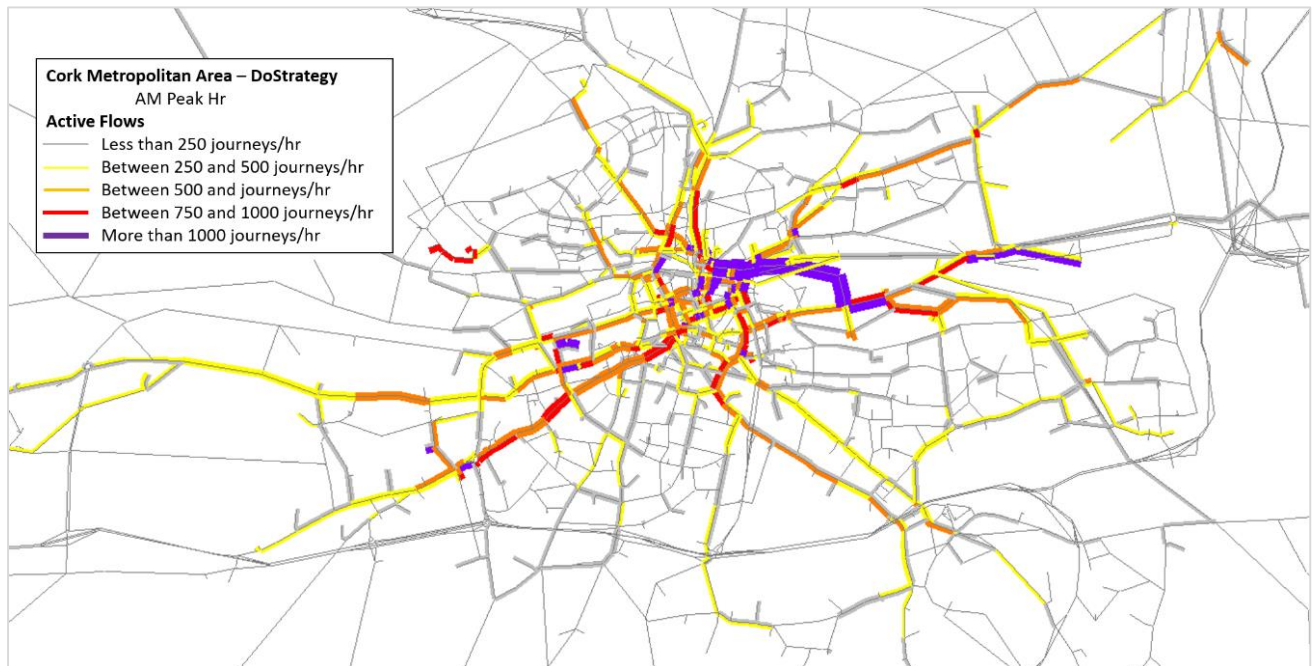 Cork Metropolitan Area – DoStrategy
AM Peak Hr
Active Flows
Less than 250 journeys/hr
Between 250 and 500 journeys/hr
Between 500 and journeys/hr
Between 750 and 1000 journeys/hr
More than 1000 journeys/hr